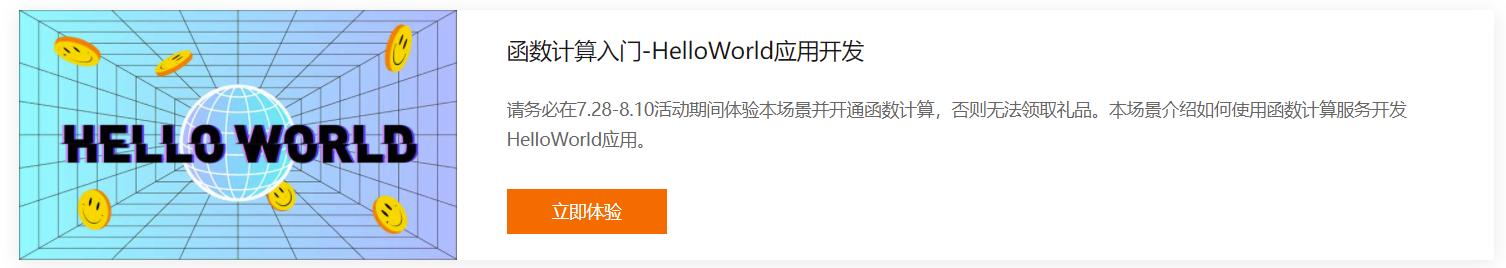 HELLO WORLD
函数计算入门-HelloWorld应用开发
请务必在7.28-8.10活动期间体验本场景并开通函数计算，否则无法领取礼品。本场景介绍如何使用函数计算服务开发
HelloWorld应用。
立即体验